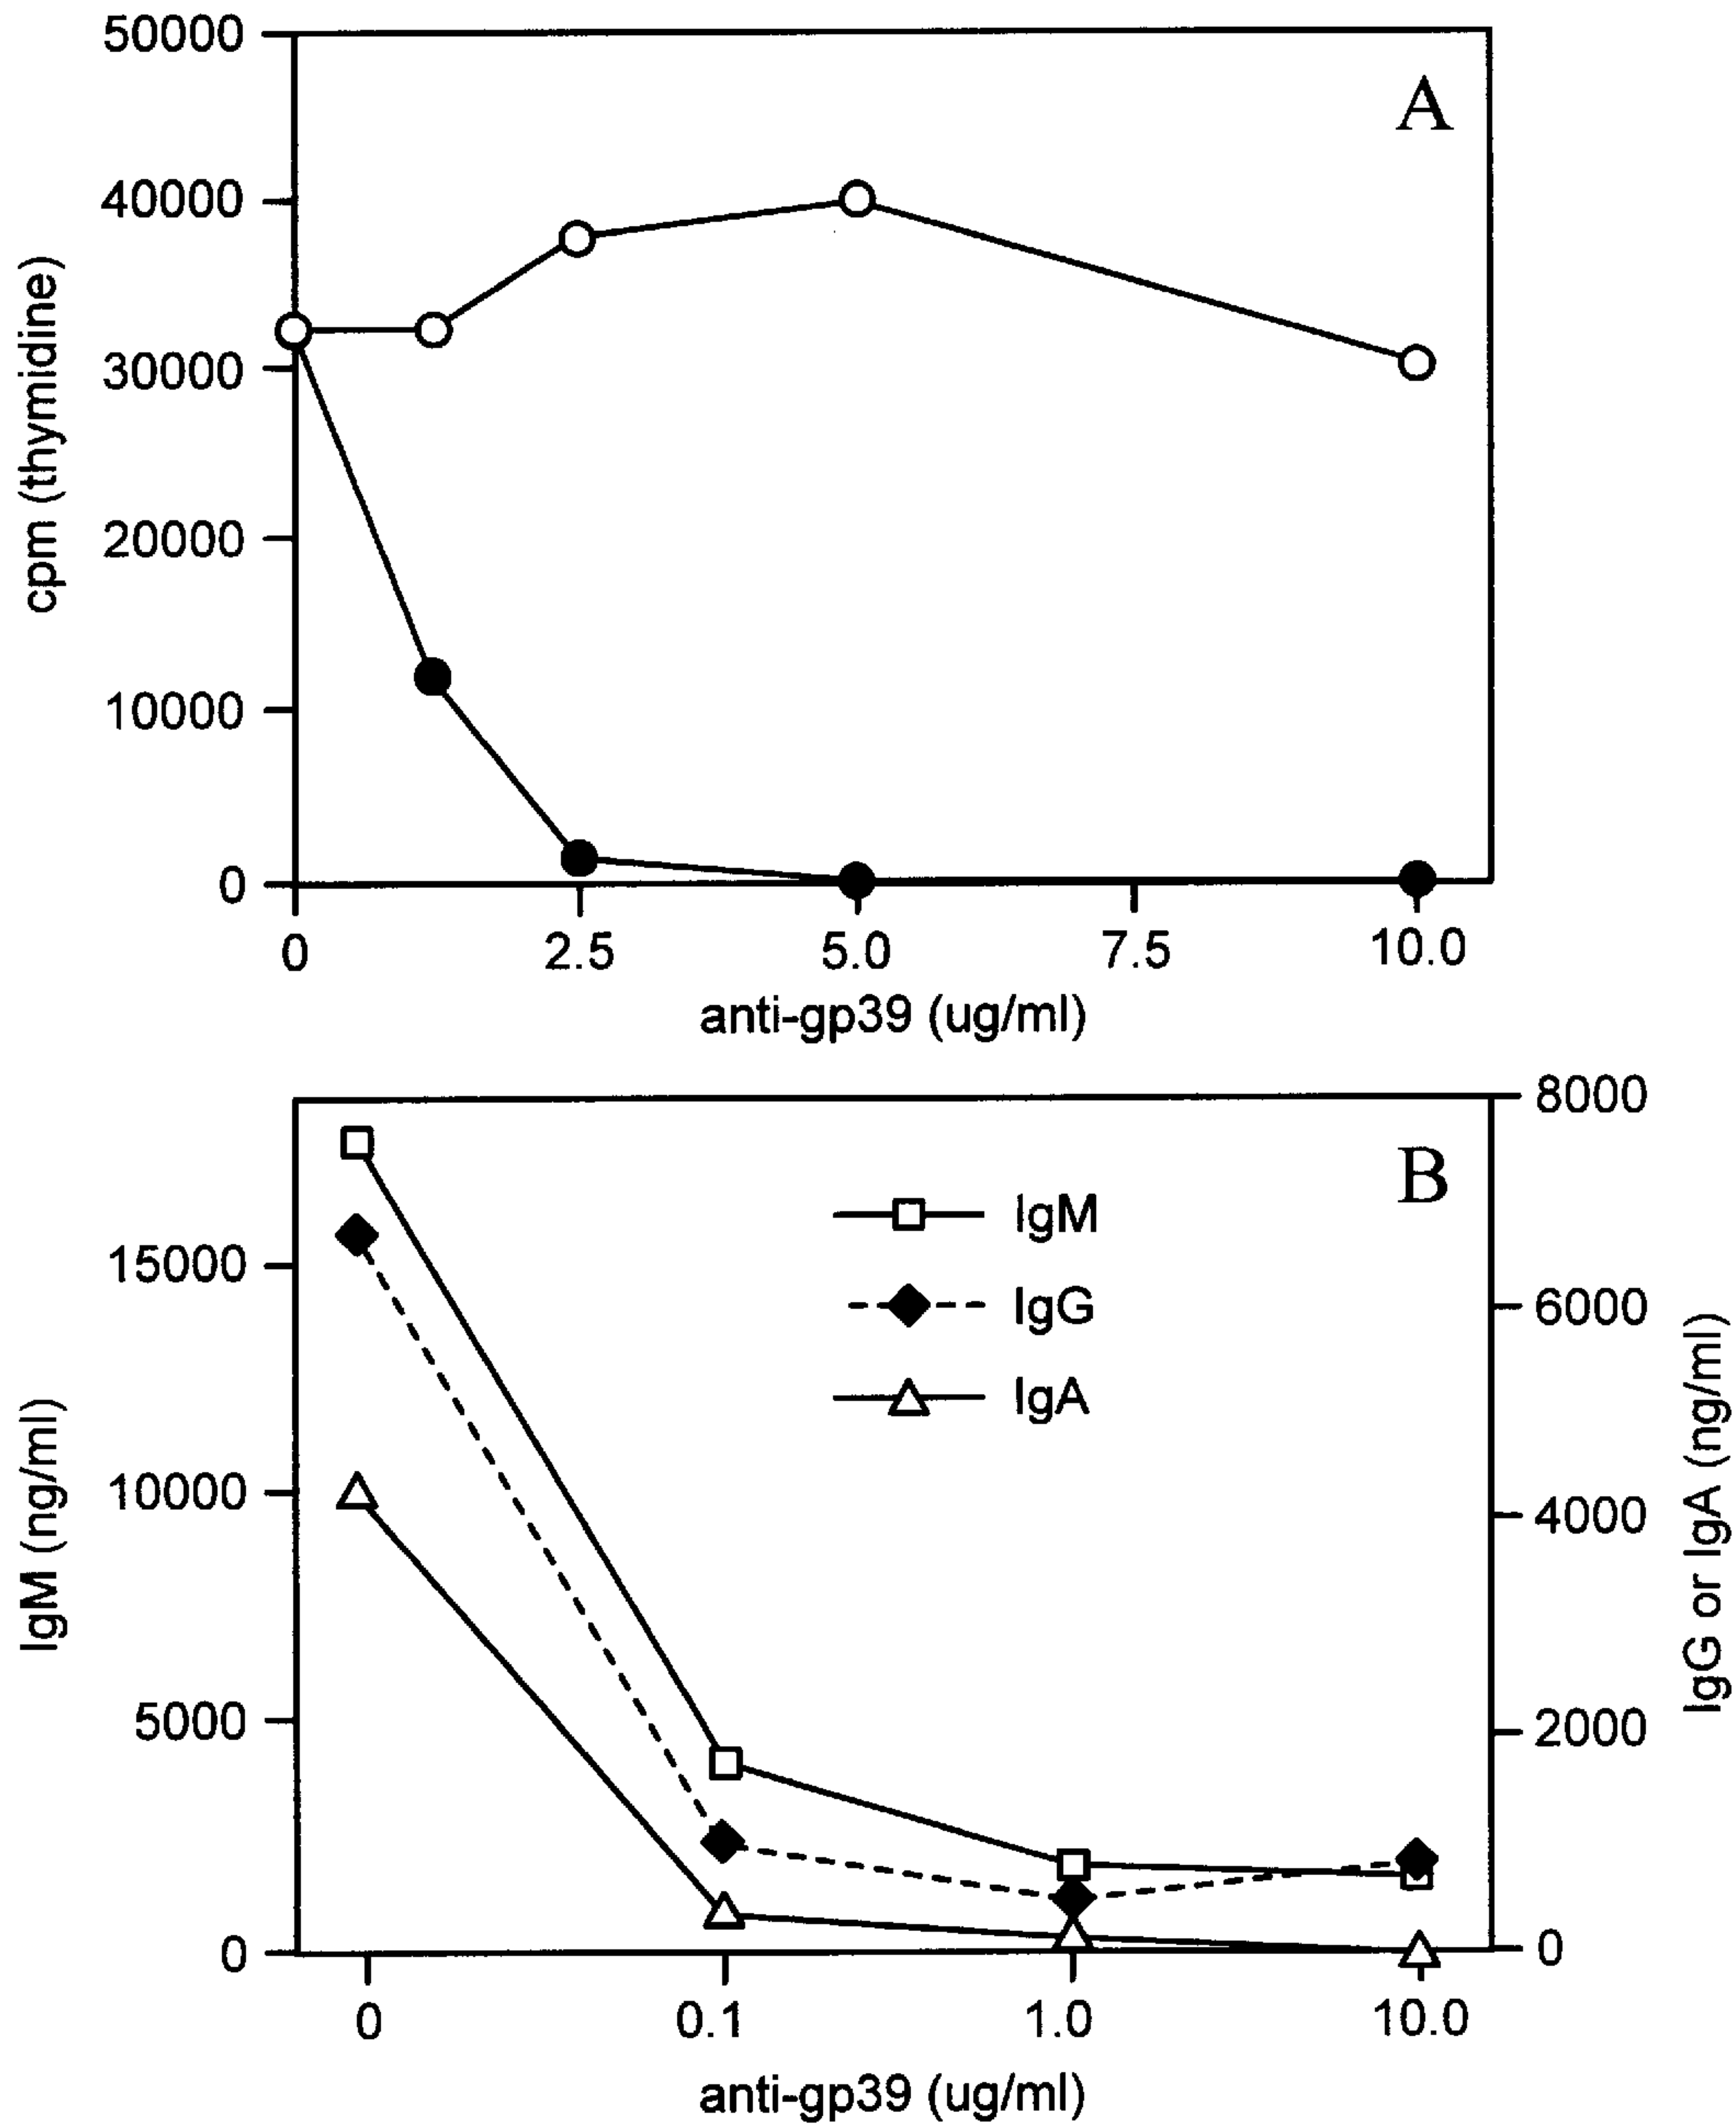 50000
A
40000
30000
20000
10000
0
cpm (thymidine)
0 2.5 5.0 7.5 10.0
anti-gp39 (ug/ml)
8000
B
IgM
15000
IgG
6000
IgA
10000
4000
5000
2000
0
0
IgM (ng/ml)
IgG or IgA (ng/ml)
0 0.1 1.0 10.0
anti-gp39 (ug/ml)